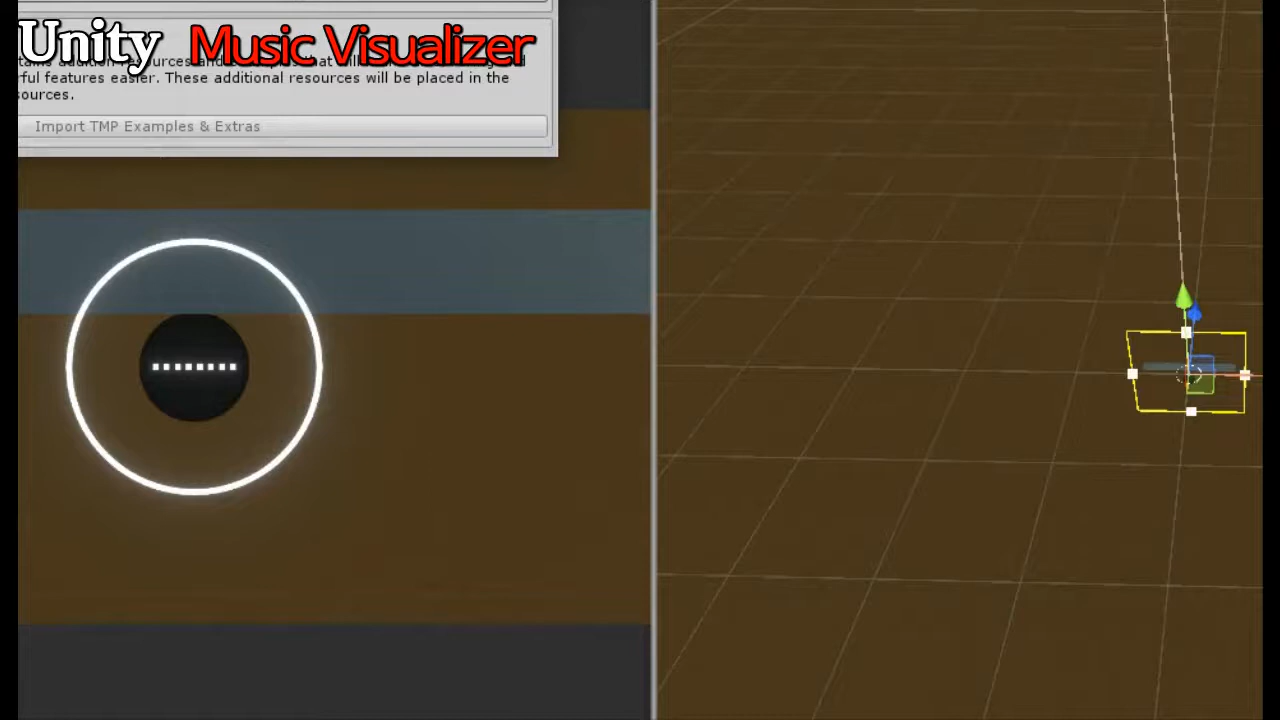 Unity Music Visualizer
rful features easier. These additional resources will be placed in the
sources.
Import TMP Examples & Extras